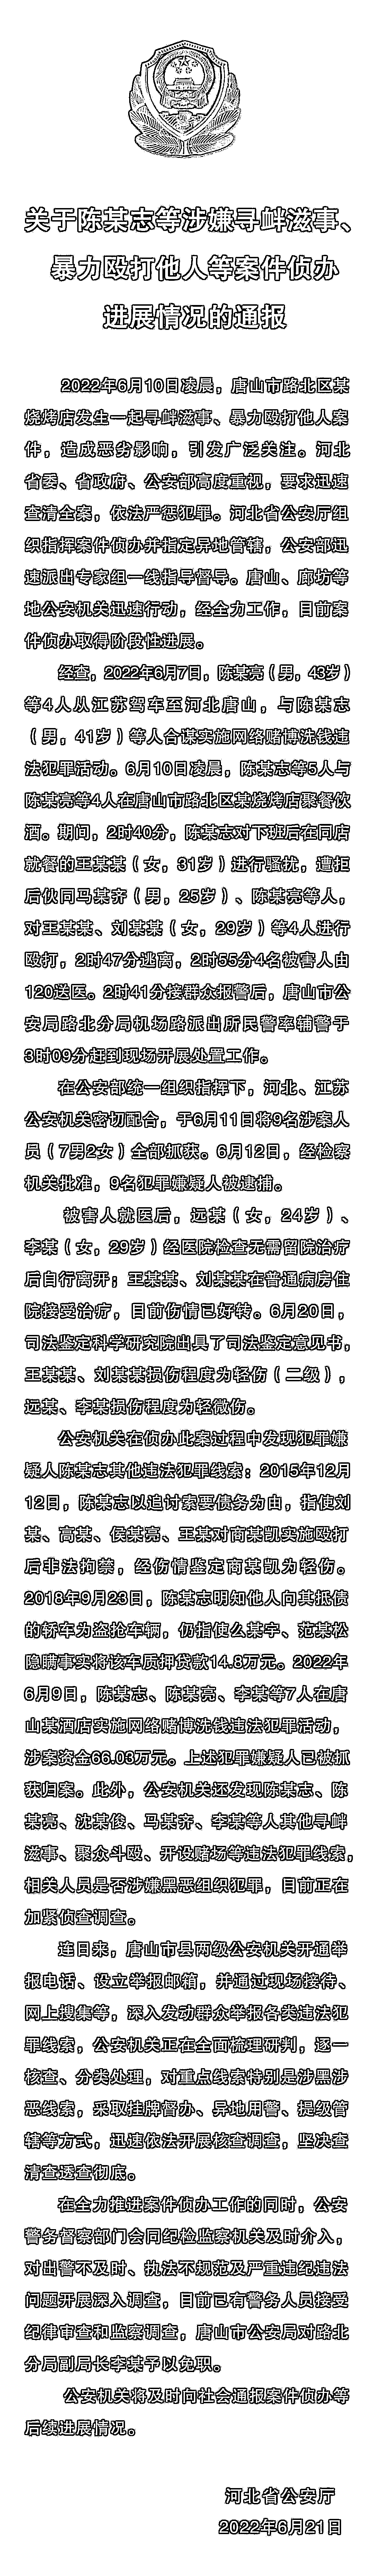 关于陈某志等涉嫌寻衅滋事、
暴力殴打他人等案件侦办
进展情况的通报
2022年6月10日凌晨，唐山市路北区某
烧烤店发生一起寻衅滋事、暴力殴打他人案
件，造成恶劣影响，引发广泛关注。河北
省委、省政府、公安部高度重视，要求迅速
查清全案，依法严惩犯罪。河北省公安厅组
织指挥案件侦办并指定异地管辖，公安部迅
速派出专家组一线指导督导。唐山、廊坊等
地公安机关迅速行动，经全力工作，目前案
件侦办取得阶段性进展。
经查，2022年6月7日，陈某亮（男，43岁）
等4人从江苏驾车至河北唐山，与陈某志
（男，41岁）等人合谋实施网络赌博洗钱违
法犯罪活动。6月10日凌晨，陈某志等5人与
陈某亮等4人在唐山市路北区某烧烤店聚餐饮
酒。期间，2时40分，陈某志对下班后在同店
就餐的王某某（女，31岁）进行骚扰，遭拒
后伙同马某齐（男，25岁）、陈某亮等人，
对王某某、刘某某（女，29岁）等4人进行
殴打，2时47分逃离，2时55分4名被害人由
120送医。2时41分接群众报警后，唐山市公
安局路北分局机场路派出所民警率辅警于
3时09分赶到现场开展处置工作。
在公安部统一组织指挥下，河北、江苏
公安机关密切配合，于6月11日将9名涉案人
员（7男2女）全部抓获。6月12日，经检察
机关批准，9名犯罪嫌疑人被逮捕。
被害人就医后，远某（女，24岁）、
李某（女，29岁）经医院检查无需留院治疗
后自行离开；王某某、刘某某在普通病房住
院接受治疗，目前伤情已好转。6月20日，
司法鉴定科学研究院出具了司法鉴定意见书，
王某某、刘某某损伤程度为轻伤（二级），
远某、李某损伤程度为轻微伤。
公安机关在侦办此案过程中发现犯罪嫌
疑人陈某志其他违法犯罪线索：2015年12月
12日，陈某志以追讨索要债务为由，指使刘
某、高某、侯某亮、王某对商某凯实施殴打
后非法拘禁，经伤情鉴定商某凯为轻伤。
2018年9月23日，陈某志明知他人向其抵债
的轿车为盗抢车辆，仍指使么某宇、范某松
隐瞒事实将该车质押贷款14.8万元。2022年
6月9日，陈某志、陈某亮、李某等7人在唐
山某酒店实施网络赌博洗钱违法犯罪活动，
涉案资金66.03万元。上述犯罪嫌疑人已被抓
获归案。此外，公安机关还发现陈某志、陈
某亮、沈某俊、马某齐、李某等人其他寻衅
滋事、聚众斗殴、开设赌场等违法犯罪线索，
相关人员是否涉嫌黑恶组织犯罪，目前正在
加紧侦查调查。
连日来，唐山市县两级公安机关开通举
报电话、设立举报邮箱，并通过现场接待、
网上搜集等，深入发动群众举报各类违法犯
罪线索，公安机关正在全面梳理研判，逐一
核查、分类处理，对重点线索特别是涉黑涉
恶线索，采取挂牌督办、异地用警、提级管
辖等方式，迅速依法开展核查调查，坚决查
清查透查彻底。
在全力推进案件侦办工作的同时，公安
警务督察部门会同纪检监察机关及时介入，
对出警不及时、执法不规范及严重违纪违法
问题开展深入调查，目前已有警务人员接受
纪律审查和监察调查，唐山市公安局对路北
分局副局长李某予以免职。
公安机关将及时向社会通报案件侦办等
后续进展情况。
河北省公安厅
2022年6月21日